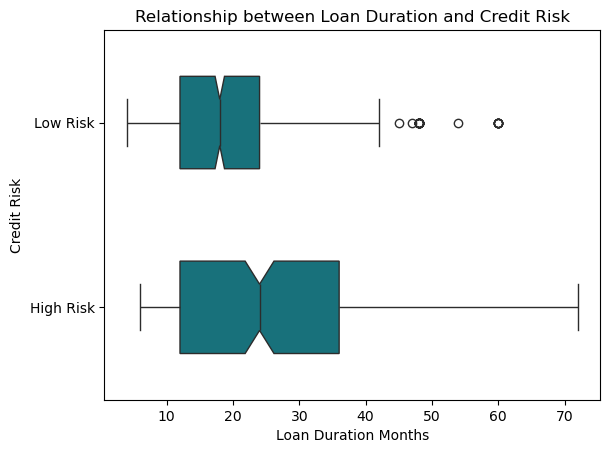 Relationship between Loan Duration and Credit Risk
Credit Risk
Low Risk
High Risk
10 20 30 40 50 60 70
Loan Duration Months